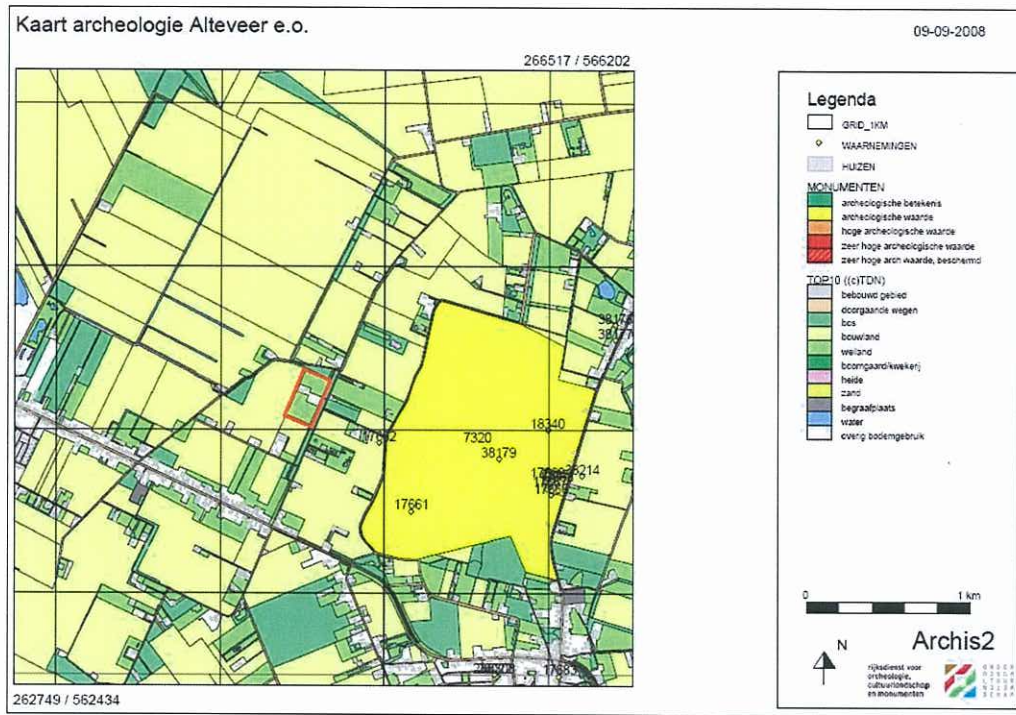 Kaart archeologie Alteveer e.o.
09-09-2008
266517 / 566202
Legenda
GRID_1KM
WAARNEMINGEN
HUIZEN
MONUMENTEN
archeologische betekenis
archeologische waarde
hoge archeologische waarde
zeer hoge archeologische waarde
zeer hoge arch waarde, beschermd
TOP10 ((c)TDN)
bebouwd gebied
doorgaande wegen
bos
bouwland
weiland
boomgaard/kwekerij
heide
zand
begraafplaats
water
overig bodemgebruik
38177
18340
7320
38179
38214
17661
0 1 km
N
Archis2
rijksdienst voor
archeologie,
cultuurlandschap
en monumenten
262749 / 562434